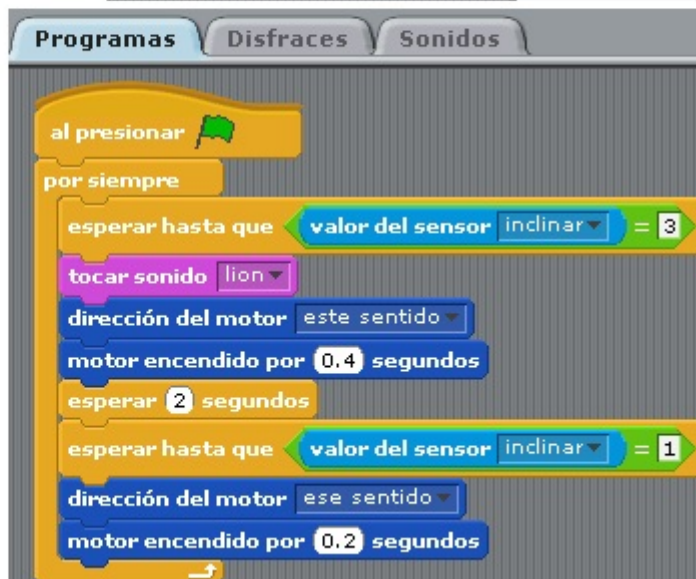 Programas Disfraces Sonidos
al presionar
por siempre
esperar hasta que valor del sensor inclinar = 3
tocar sonido lion
dirección del motor este sentido
motor encendido por 0.4 segundos
esperar 2 segundos
esperar hasta que valor del sensor inclinar = 1
dirección del motor ese sentido
motor encendido por 0.2 segundos